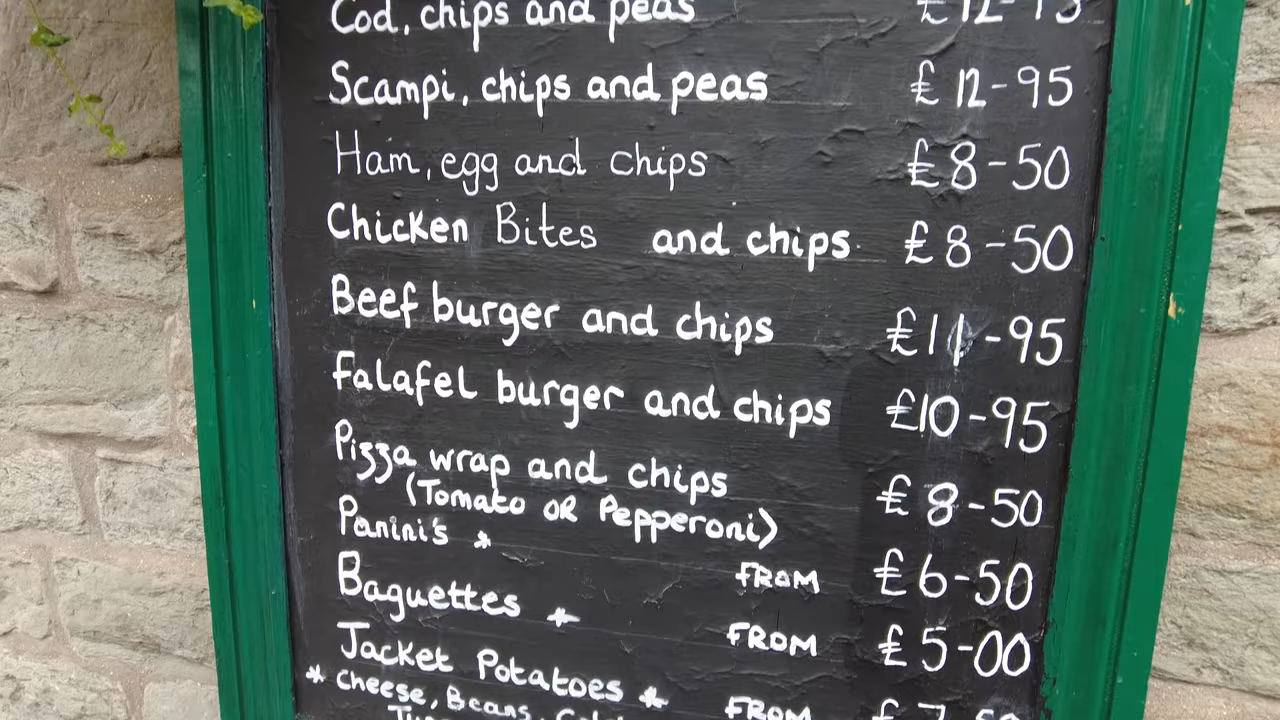 Cod, chips and peas
Scampi, chips and peas £12-95
Ham, egg and chips £8-50
Chicken Bites and chips £8-50
Beef burger and chips £11-95
Falafel burger and chips £10-95
Pizza wrap and chips £8-50
(Tomato OR Pepperoni)
Panini's * FROM £6-50
Baguettes * FROM £5-00
Jacket Potatoes * FROM
* Cheese, Beans,